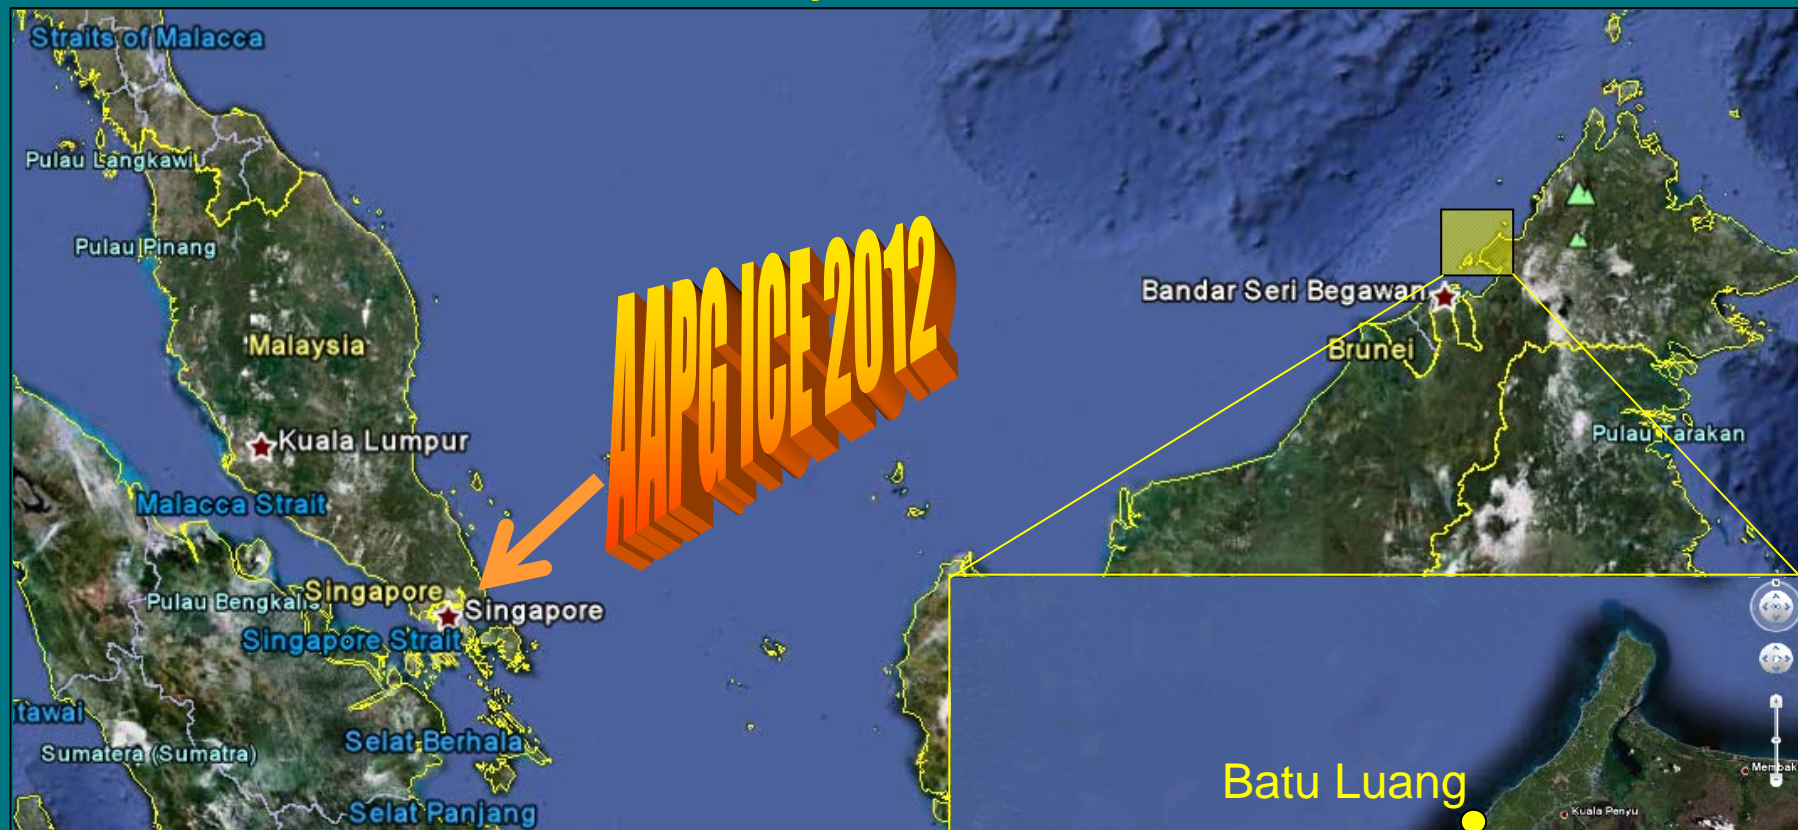 Straits of Malacca
Pulau Langkawi
Pulau Pinang
Malaysia
Kuala Lumpur
Malacca Strait
AAPG ICE 2012
Bandar Seri Begawan
Brunei
Pulau Tarakan
Singapore
Pulau Bengkalis
Singapore
Singapore Strait
tawai
Selat Berhala
Sumatera (Sumatra)
Selat Panjang
Batu Luang
Membak
Kuala Penyu